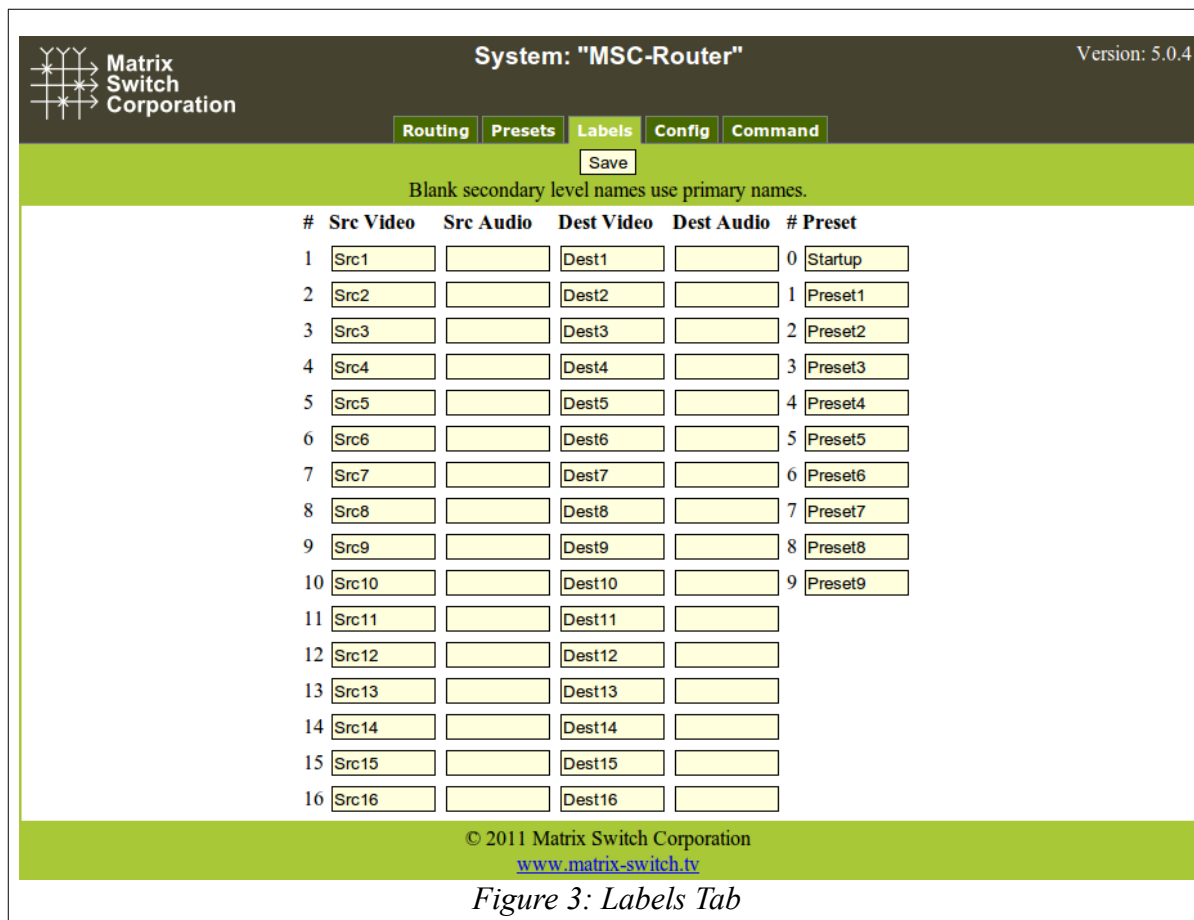 Matrix
Switch
Corporation
System: "MSC-Router"
Version: 5.0.4
Routing Presets Labels Config Command
Save
Blank secondary level names use primary names.
# Src Video Src Audio Dest Video Dest Audio # Preset
1 Src1 Dest1 0 Startup
2 Src2 Dest2 1 Preset1
3 Src3 Dest3 2 Preset2
4 Src4 Dest4 3 Preset3
5 Src5 Dest5 4 Preset4
6 Src6 Dest6 5 Preset5
7 Src7 Dest7 6 Preset6
8 Src8 Dest8 7 Preset7
9 Src9 Dest9 8 Preset8
10 Src10 Dest10 9 Preset9
11 Src11 Dest11
12 Src12 Dest12
13 Src13 Dest13
14 Src14 Dest14
15 Src15 Dest15
16 Src16 Dest16
© 2011 Matrix Switch Corporation
www.matrix-switch.tv
Figure 3: Labels Tab